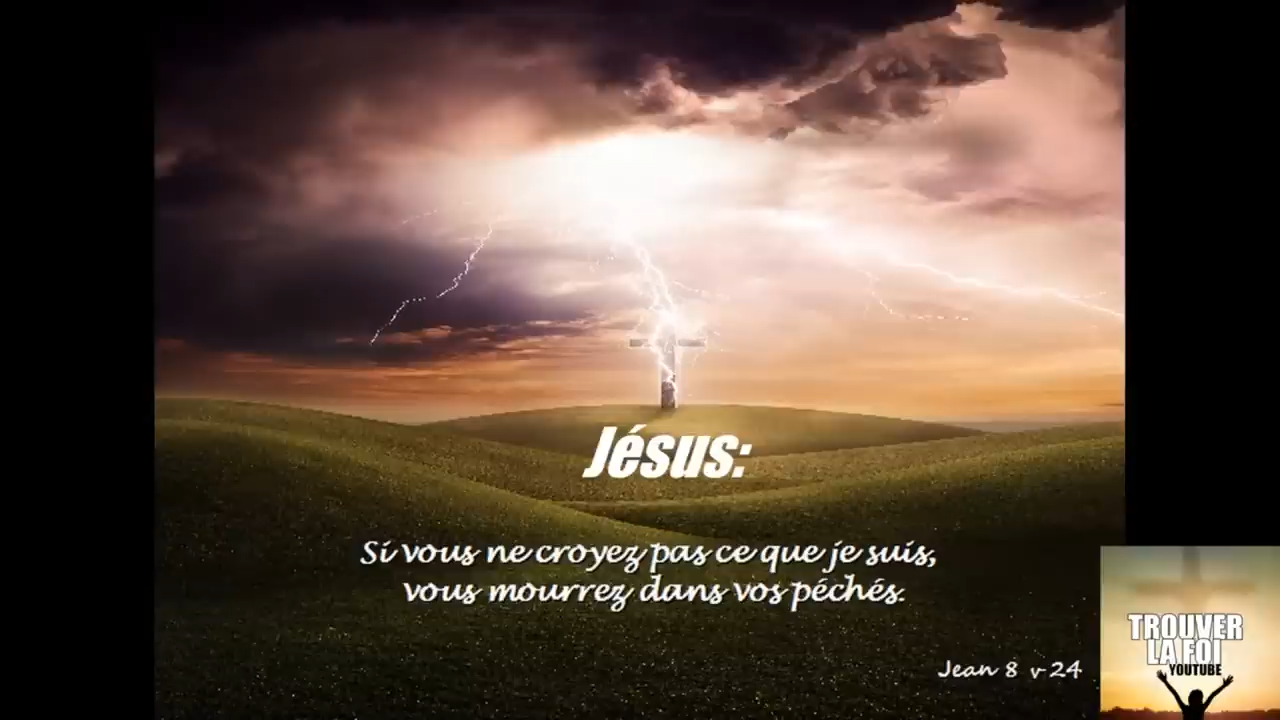 Jésus:
Si vous ne croyez pas ce que je suis,
vous mourrez dans vos péchés.
Jean 8 v 24
TROUVER
LA FOI
YOUTUBE